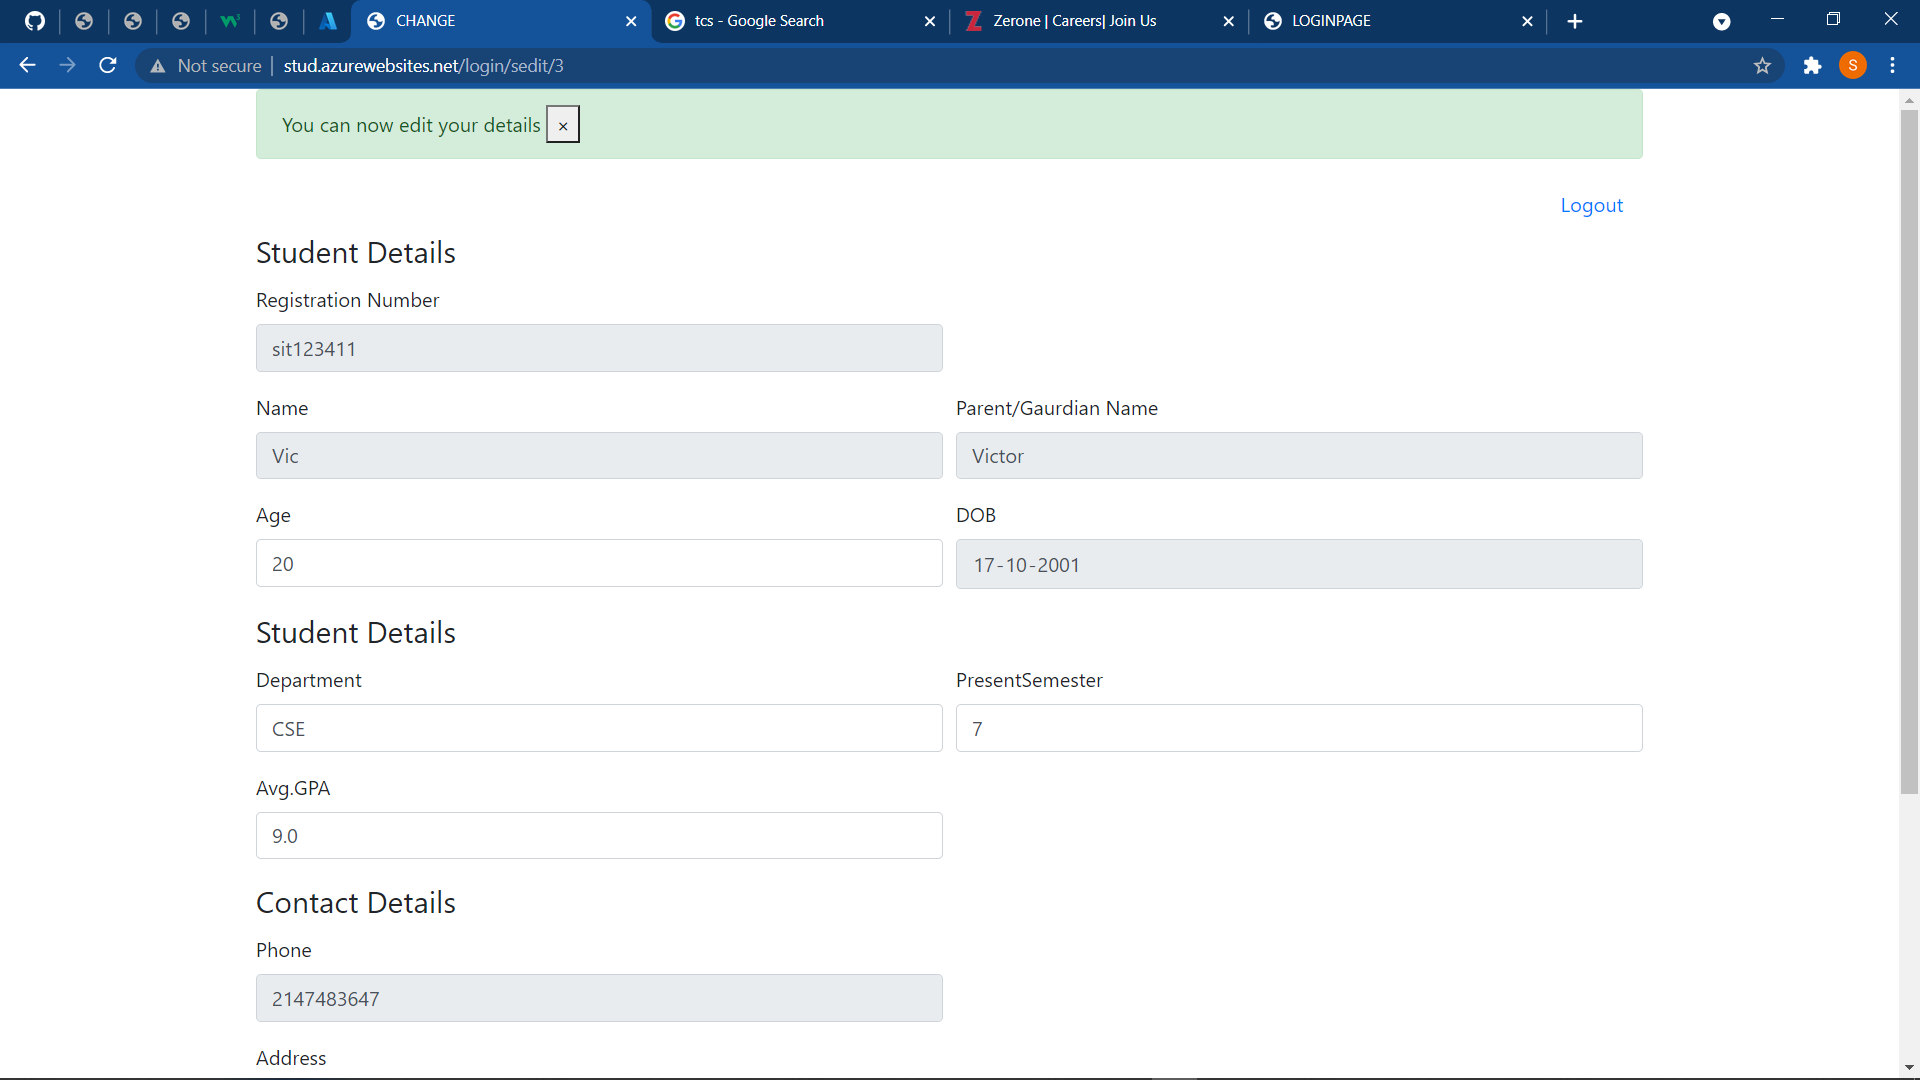 CHANGE
tcs - Google Search
Zerone | Careers| Join Us
LOGINPAGE
S
Not secure
stud.azurewebsites.net/login/sedit/3
You can now edit your details ×
Logout
Student Details
Registration Number
sit123411
Name
Parent/Gaurdian Name
Vic
Victor
Age
DOB
20
17-10-2001
Student Details
Department
PresentSemester
CSE
7
Avg.GPA
9.0
Contact Details
Phone
2147483647
Address